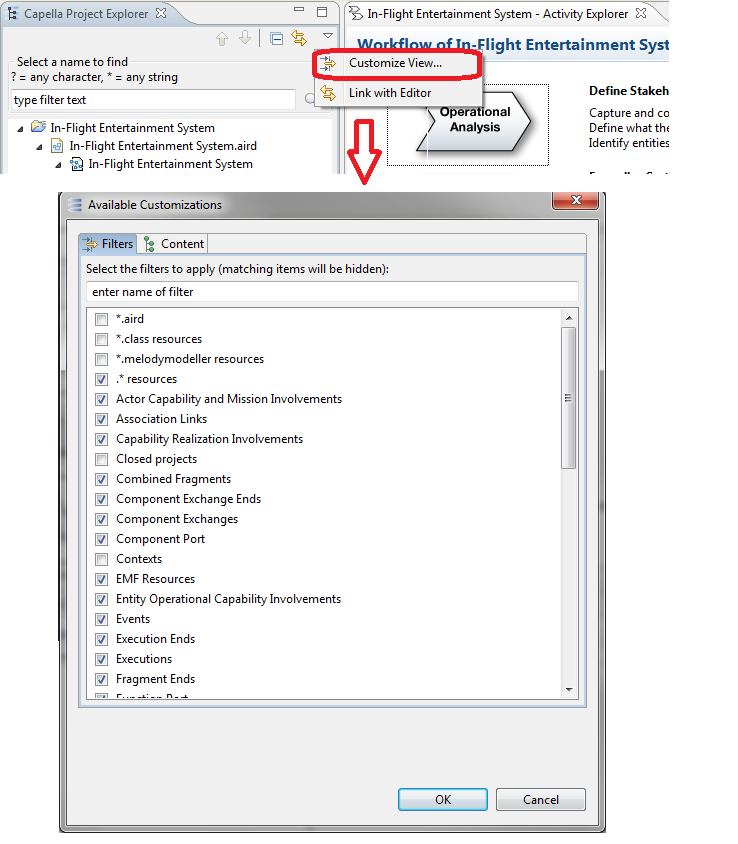 Capella Project Explorer
In-Flight Entertainment System - Activity Explorer
Workflow of In-Flight Entertainment Syst
Select a name to find
? = any character, * = any string
type filter text
Customize View...
Link with Editor
Operational
Analysis
Define Stakeh
Capture and co
Define what the
Identify entities
In-Flight Entertainment System
In-Flight Entertainment System.aird
In-Flight Entertainment System
Available Customizations
Filters
Content
Select the filters to apply (matching items will be hidden):
enter name of filter
*.aird
*.class resources
*.melodymodeller resources
.* resources
Actor Capability and Mission Involvements
Association Links
Capability Realization Involvements
Closed projects
Combined Fragments
Component Exchange Ends
Component Exchanges
Component Port
Contexts
EMF Resources
Entity Operational Capability Involvements
Events
Execution Ends
Executions
Fragment Ends
Function Port
OK
Cancel